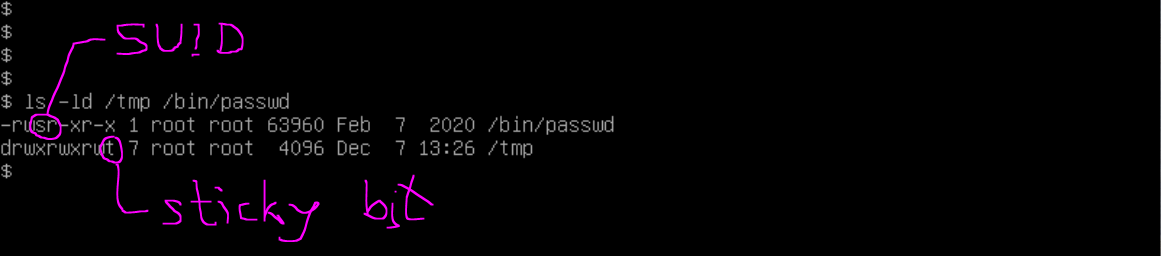 $
$
SUID
$
$
$ ls -ld /tmp /bin/passwd
-rwsr-xr-x 1 root root 63960 Feb  7  2020 /bin/passwd
drwxrwxrwt 7 root root  4096 Dec  7 13:26 /tmp
$
sticky bit